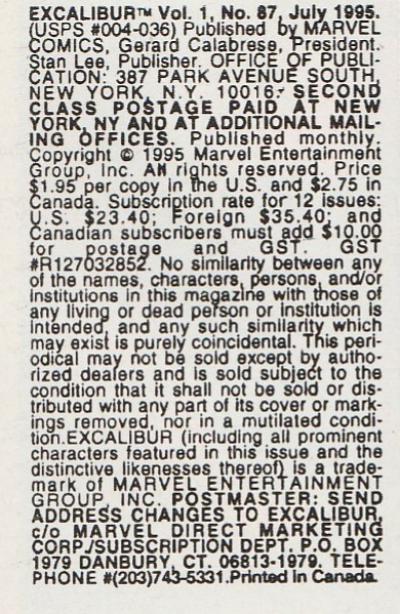 EXCALIBUR™ Vol. 1, No. 87, July 1995.
(USPS #004-036) Published by MARVEL
COMICS, Gerard Calabrese, President.
Stan Lee, Publisher. OFFICE OF PUBLI-
CATION: 387 PARK AVENUE SOUTH,
NEW YORK, N.Y. 10016. SECOND
CLASS POSTAGE PAID AT NEW
YORK, NY AND AT ADDITIONAL MAIL-
ING OFFICES. Published monthly.
Copyright © 1995 Marvel Entertainment
Group, Inc. All rights reserved. Price
$1.95 per copy in the U.S. and $2.75 in
Canada. Subscription rate for 12 issues:
U.S. $23.40; Foreign $35.40; and
Canadian subscribers must add $10.00
for postage and GST. GST
#R127032852. No similarity between any
of the names, characters, persons, and/or
institutions in this magazine with those of
any living or dead person or institution is
intended, and any such similarity which
may exist is purely coincidental. This peri-
odical may not be sold except by autho-
rized dealers and is sold subject to the
condition that it shall not be sold or dis-
tributed with any part of its cover or mark-
ings removed, nor in a mutilated condi-
tion.EXCALIBUR (including all prominent
characters featured in this issue and the
distinctive likenesses thereof) is a trade-
mark of MARVEL ENTERTAINMENT
GROUP, INC. POSTMASTER: SEND
ADDRESS CHANGES TO EXCALIBUR,
c/o MARVEL DIRECT MARKETING
CORP./SUBSCRIPTION DEPT. P.O. BOX
1979 DANBURY, CT. 06813-1979. TELE-
PHONE #(203)743-5331.Printed in Canada.